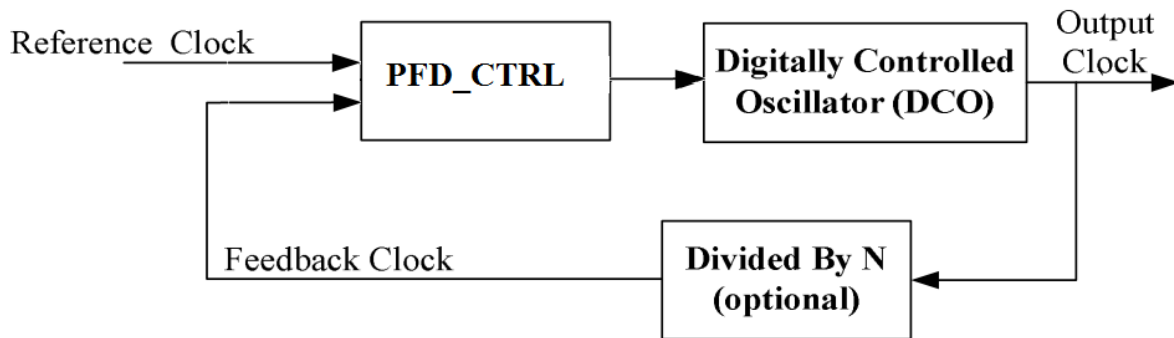 Reference Clock
PFD_CTRL
Digitally Controlled
Oscillator (DCO)
Output
Clock
Feedback Clock
Divided By N
(optional)